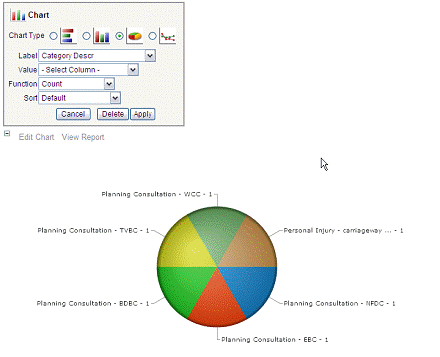 Chart
Chart Type
Label Category Descr
Value - Select Column -
Function Count
Sort Default
Cancel Delete Apply
Edit Chart View Report
Planning Consultation - WCC - 1
Planning Consultation - TVBC - 1
Personal Injury - carriageway ... - 1
Planning Consultation - BDBC - 1
Planning Consultation - NFDC - 1
Planning Consultation - EBC - 1